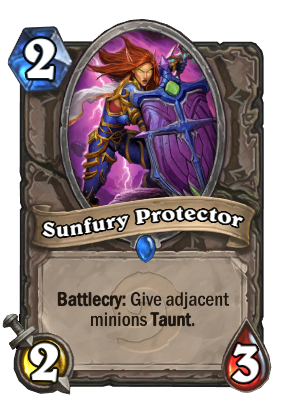 2
Sunfury Protector
Battlecry: Give adjacent
minions Taunt.
2
3